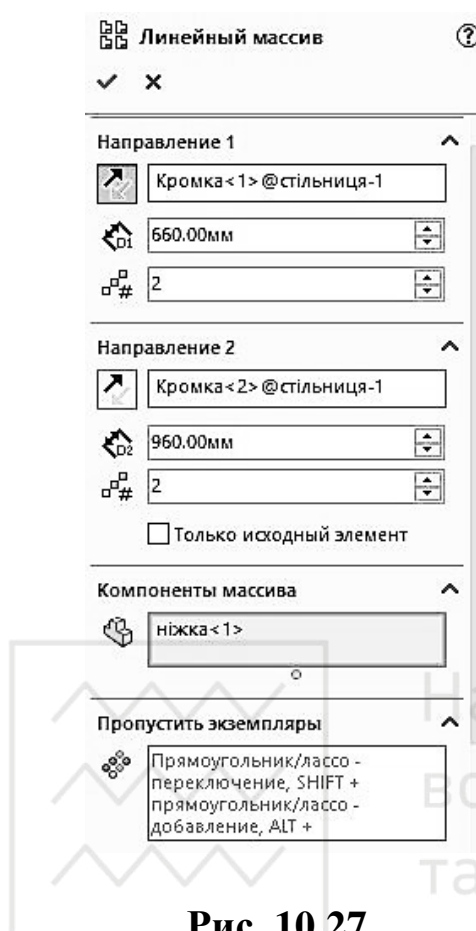 Линейный массив
Направление 1
Кромка<1>@стільниця-1
D1 660.00мм
# 2
Направление 2
Кромка<2>@стільниця-1
D2 960.00мм
# 2
Только исходный элемент
Компоненты массива
ніжка<1>
Пропустить экземпляры
Прямоугольник/лассо -
переключение, SHIFT +
прямоугольник/лассо -
добавление, ALT +
Рис. 10.27